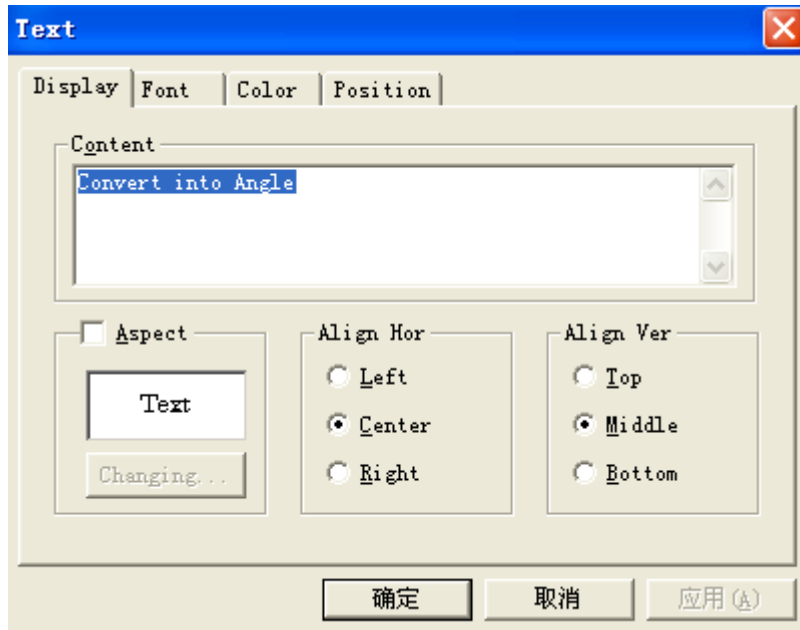 Text
Display Font Color Position
Content
Convert into Angle
Aspect
Text
Changing...
Align Hor
Left
Center
Right
Align Ver
Top
Middle
Bottom
确定 取消 应用(A)